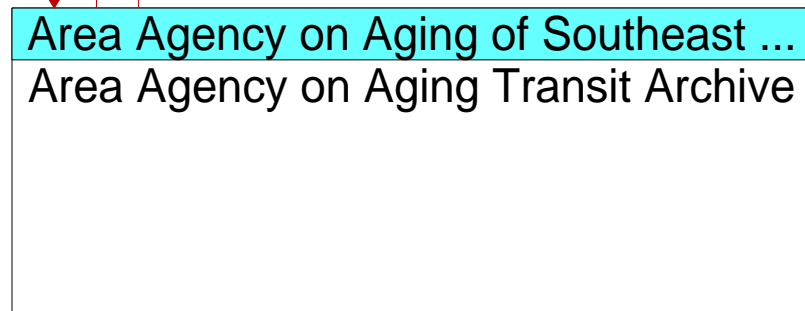 Area Agency on Aging of Southeast ...
Area Agency on Aging Transit Archive